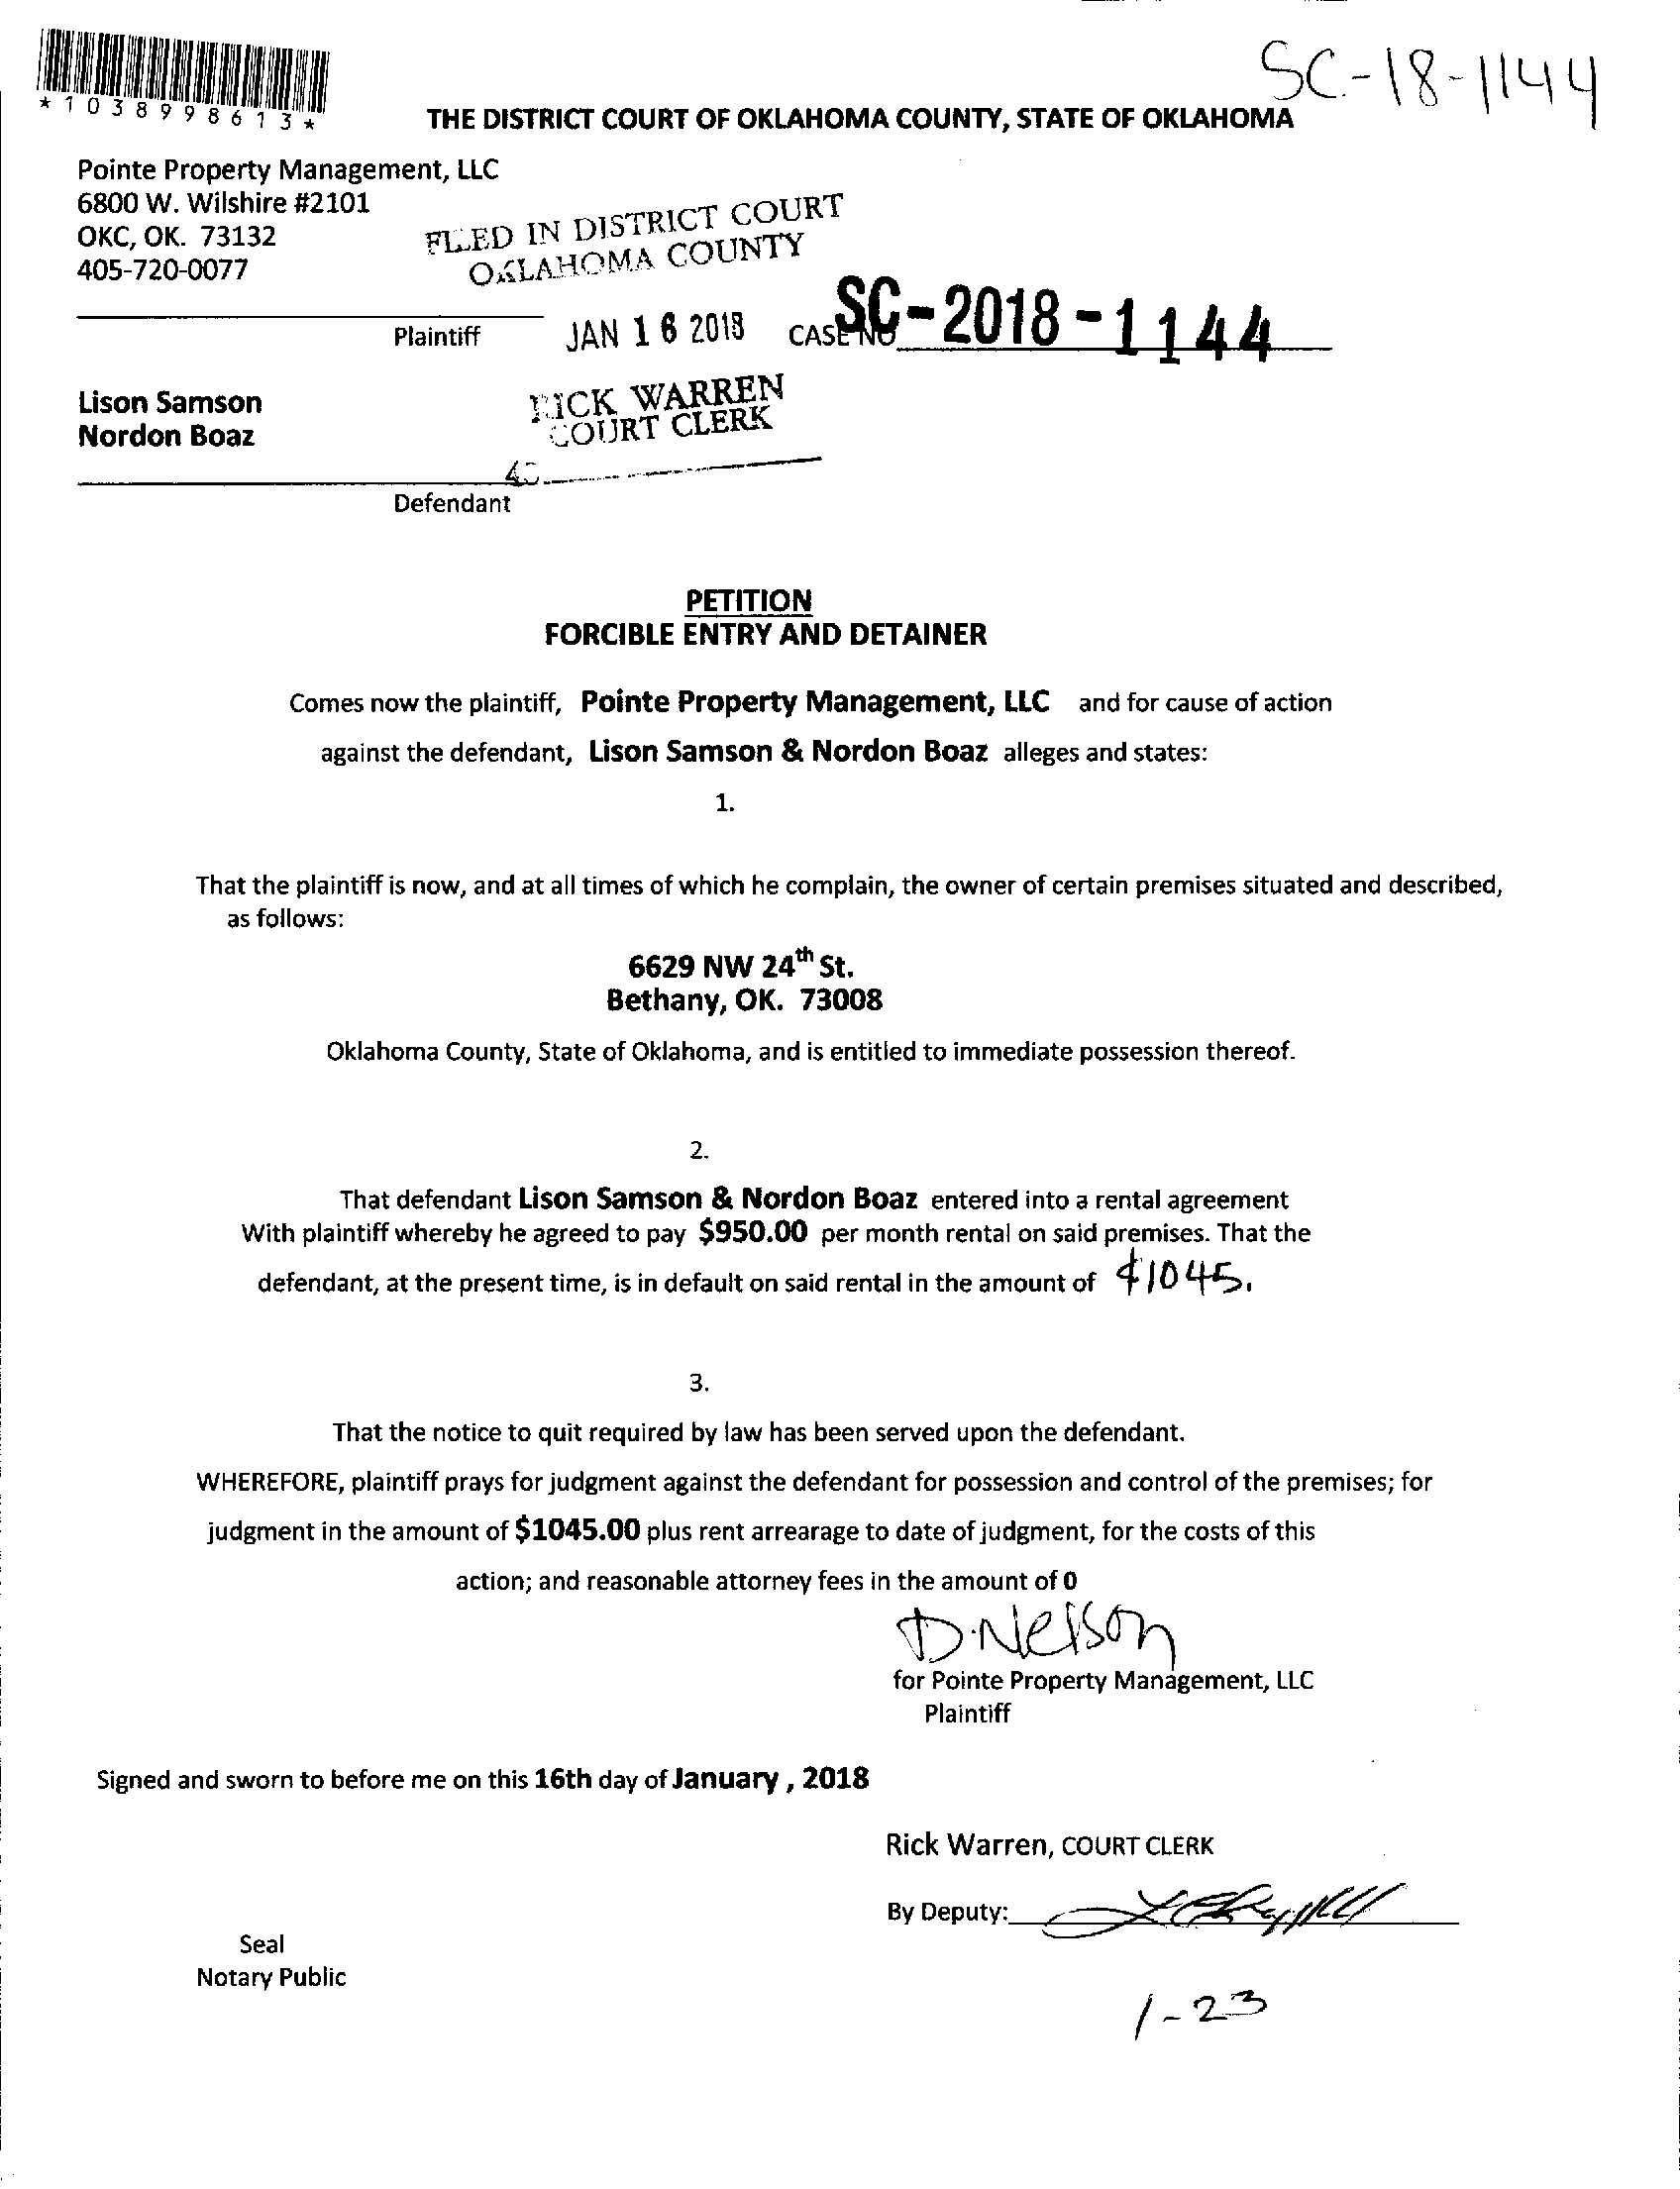 SC-18-1144
*1038998613*
THE DISTRICT COURT OF OKLAHOMA COUNTY, STATE OF OKLAHOMA
Pointe Property Management, LLC
6800 W. Wilshire #2101
OKC, OK. 73132
405-720-0077
FILED IN DISTRICT COURT
OKLAHOMA COUNTY
Plaintiff
JAN 16 2018
CASE NO SC-2018-1144
Lison Samson
Nordon Boaz
RICK WARREN
COURT CLERK
Defendant
PETITION
FORCIBLE ENTRY AND DETAINER
Comes now the plaintiff, Pointe Property Management, LLC and for cause of action
against the defendant, Lison Samson & Nordon Boaz alleges and states:
1.
That the plaintiff is now, and at all times of which he complain, the owner of certain premises situated and described,
as follows:
6629 NW 24th St.
Bethany, OK. 73008
Oklahoma County, State of Oklahoma, and is entitled to immediate possession thereof.
2.
That defendant Lison Samson & Nordon Boaz entered into a rental agreement
With plaintiff whereby he agreed to pay $950.00 per month rental on said premises. That the
defendant, at the present time, is in default on said rental in the amount of $1045.
3.
That the notice to quit required by law has been served upon the defendant.
WHEREFORE, plaintiff prays for judgment against the defendant for possession and control of the premises; for
judgment in the amount of $1045.00 plus rent arrearage to date of judgment, for the costs of this
action; and reasonable attorney fees in the amount of 0
D. Nelson
for Pointe Property Management, LLC
Plaintiff
Signed and sworn to before me on this 16th day of January , 2018
Rick Warren, COURT CLERK
By Deputy:
Seal
Notary Public
1-23